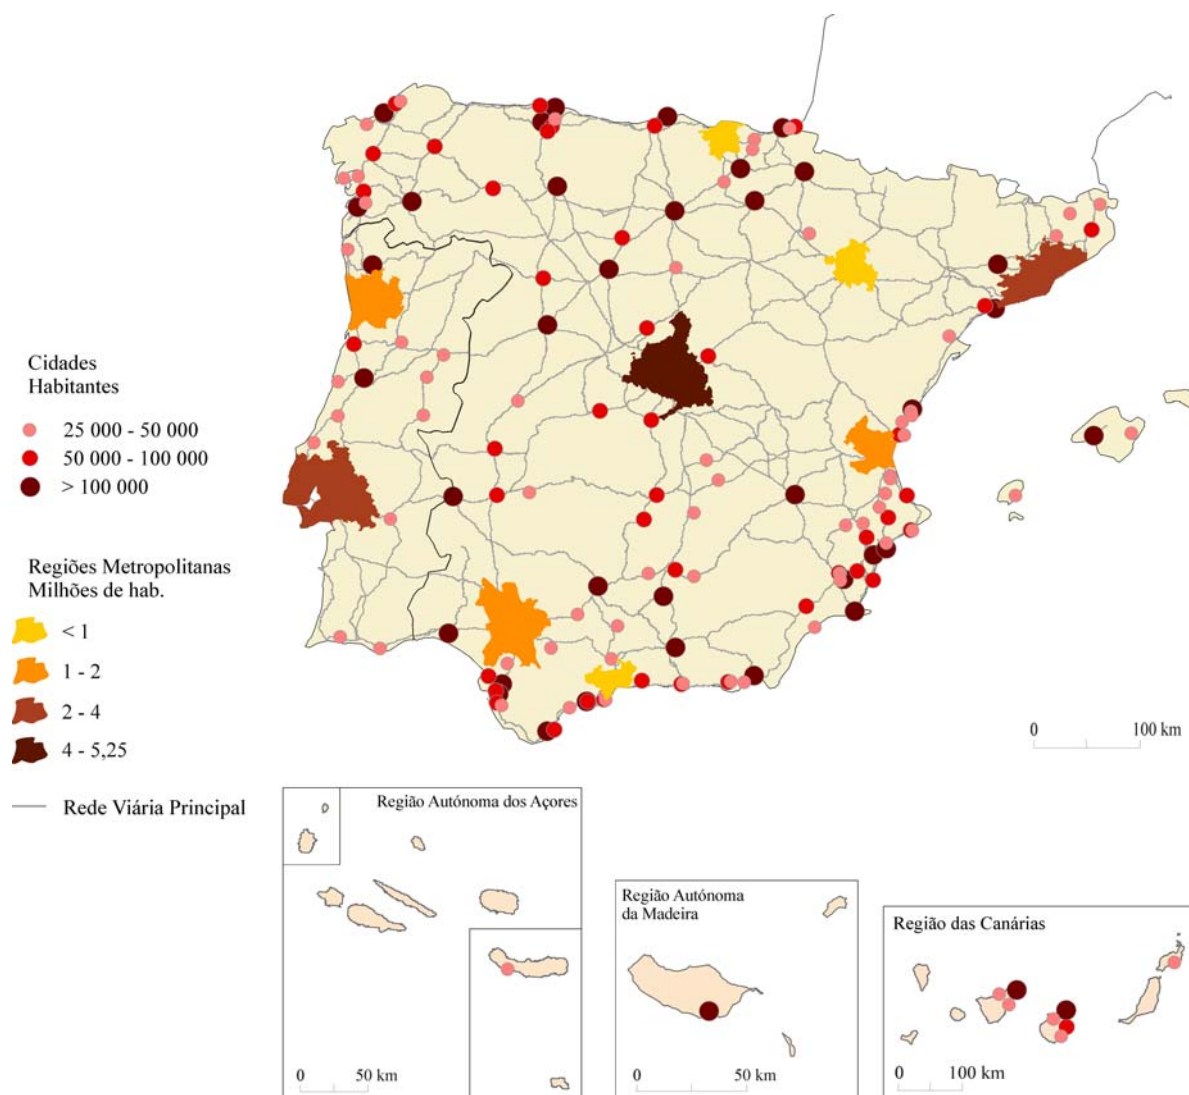 Cidades
Habitantes
25 000 - 50 000
50 000 - 100 000
> 100 000
Regiões Metropolitanas
Milhões de hab.
< 1
1 - 2
2 - 4
4 - 5,25
Rede Viária Principal
0 100 km
Região Autónoma dos Açores
0 50 km
Região Autónoma
da Madeira
0 50 km
Região das Canárias
0 100 km